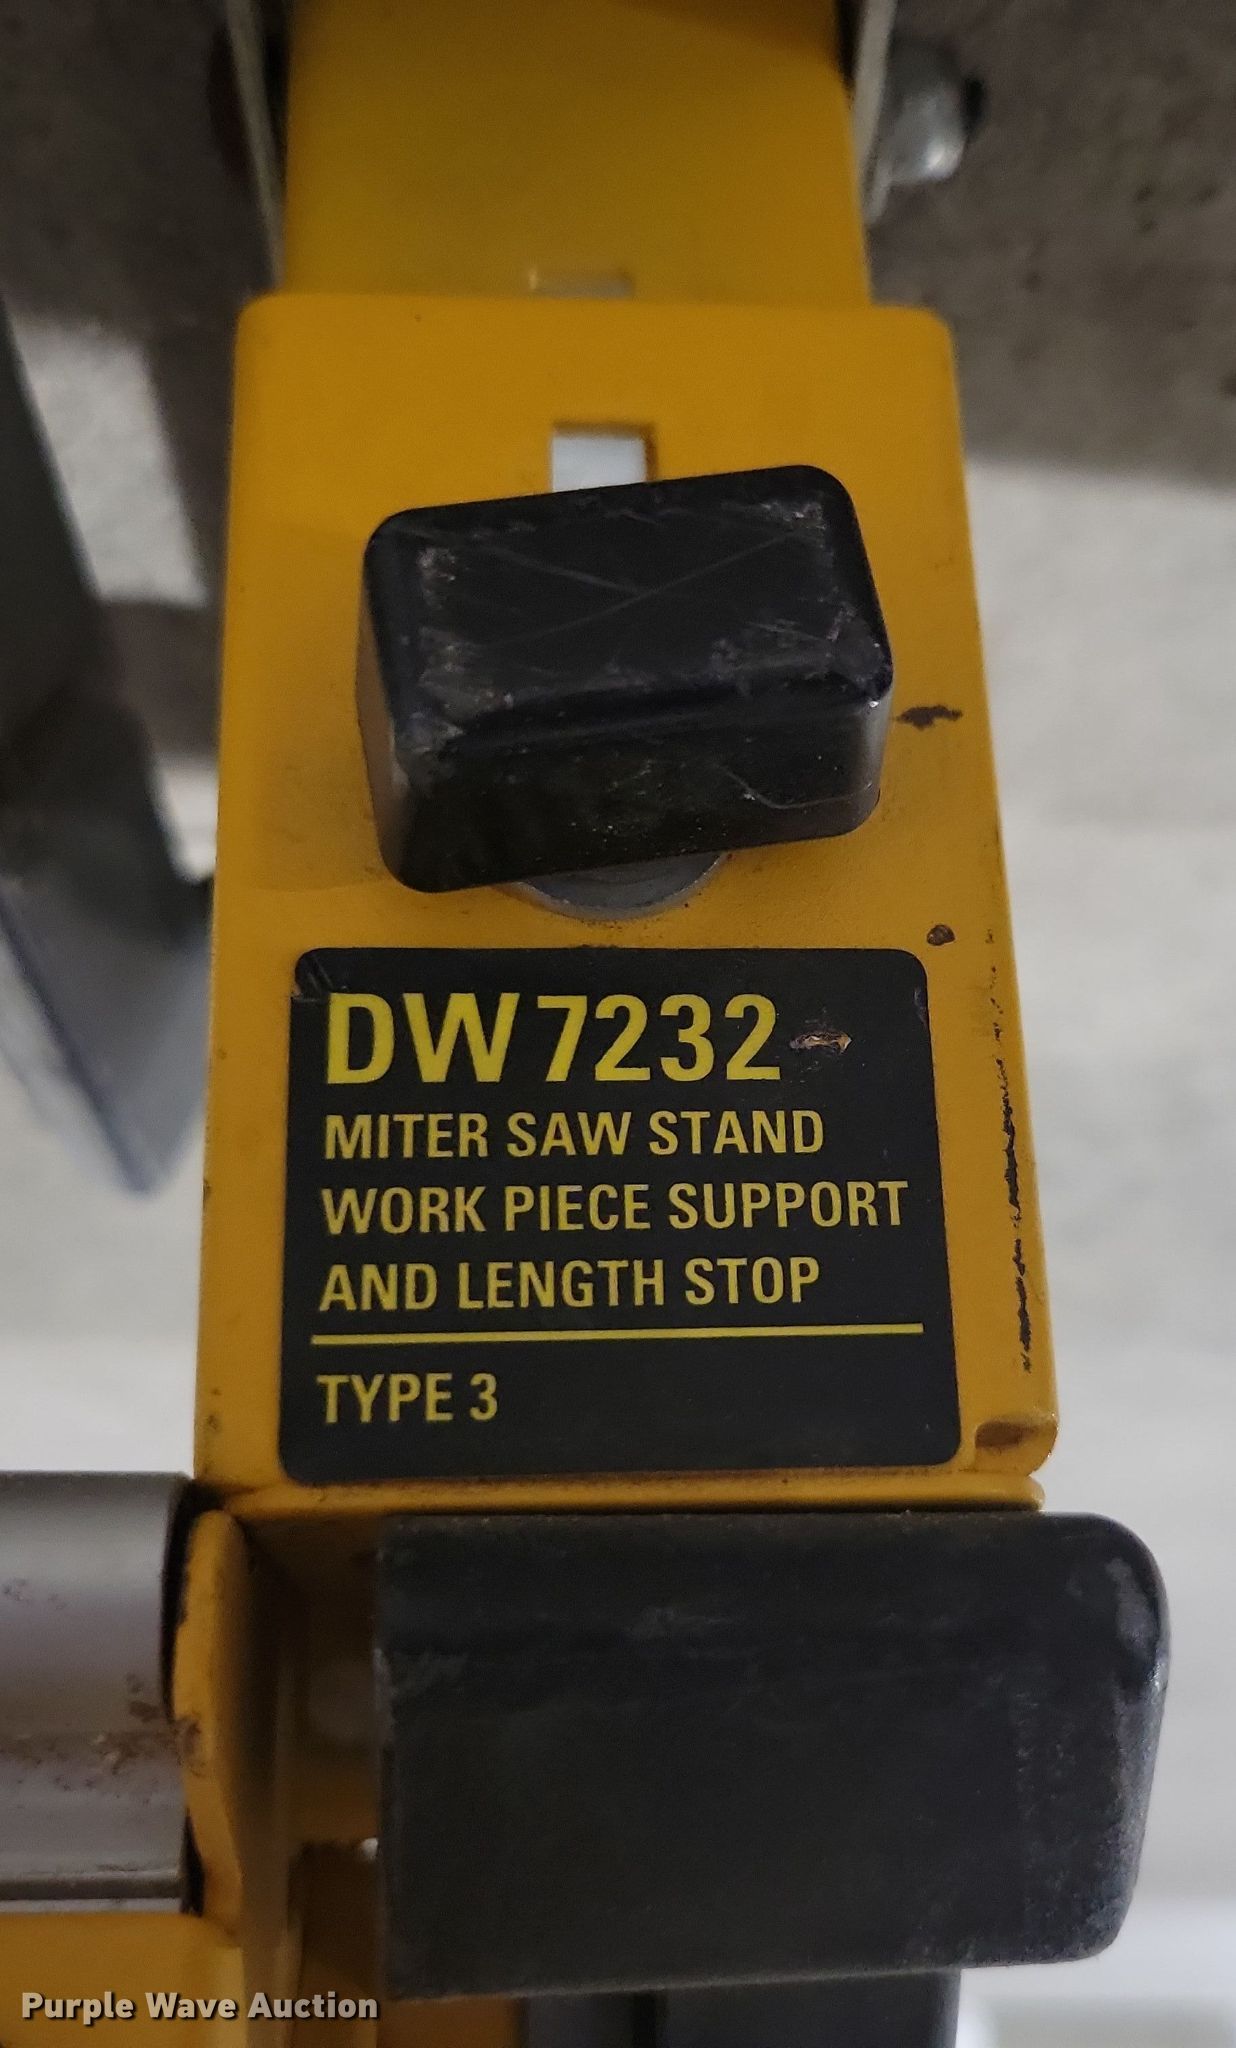 DW7232
MITER SAW STAND
WORK PIECE SUPPORT
AND LENGTH STOP
TYPE 3
Purple Wave Auction